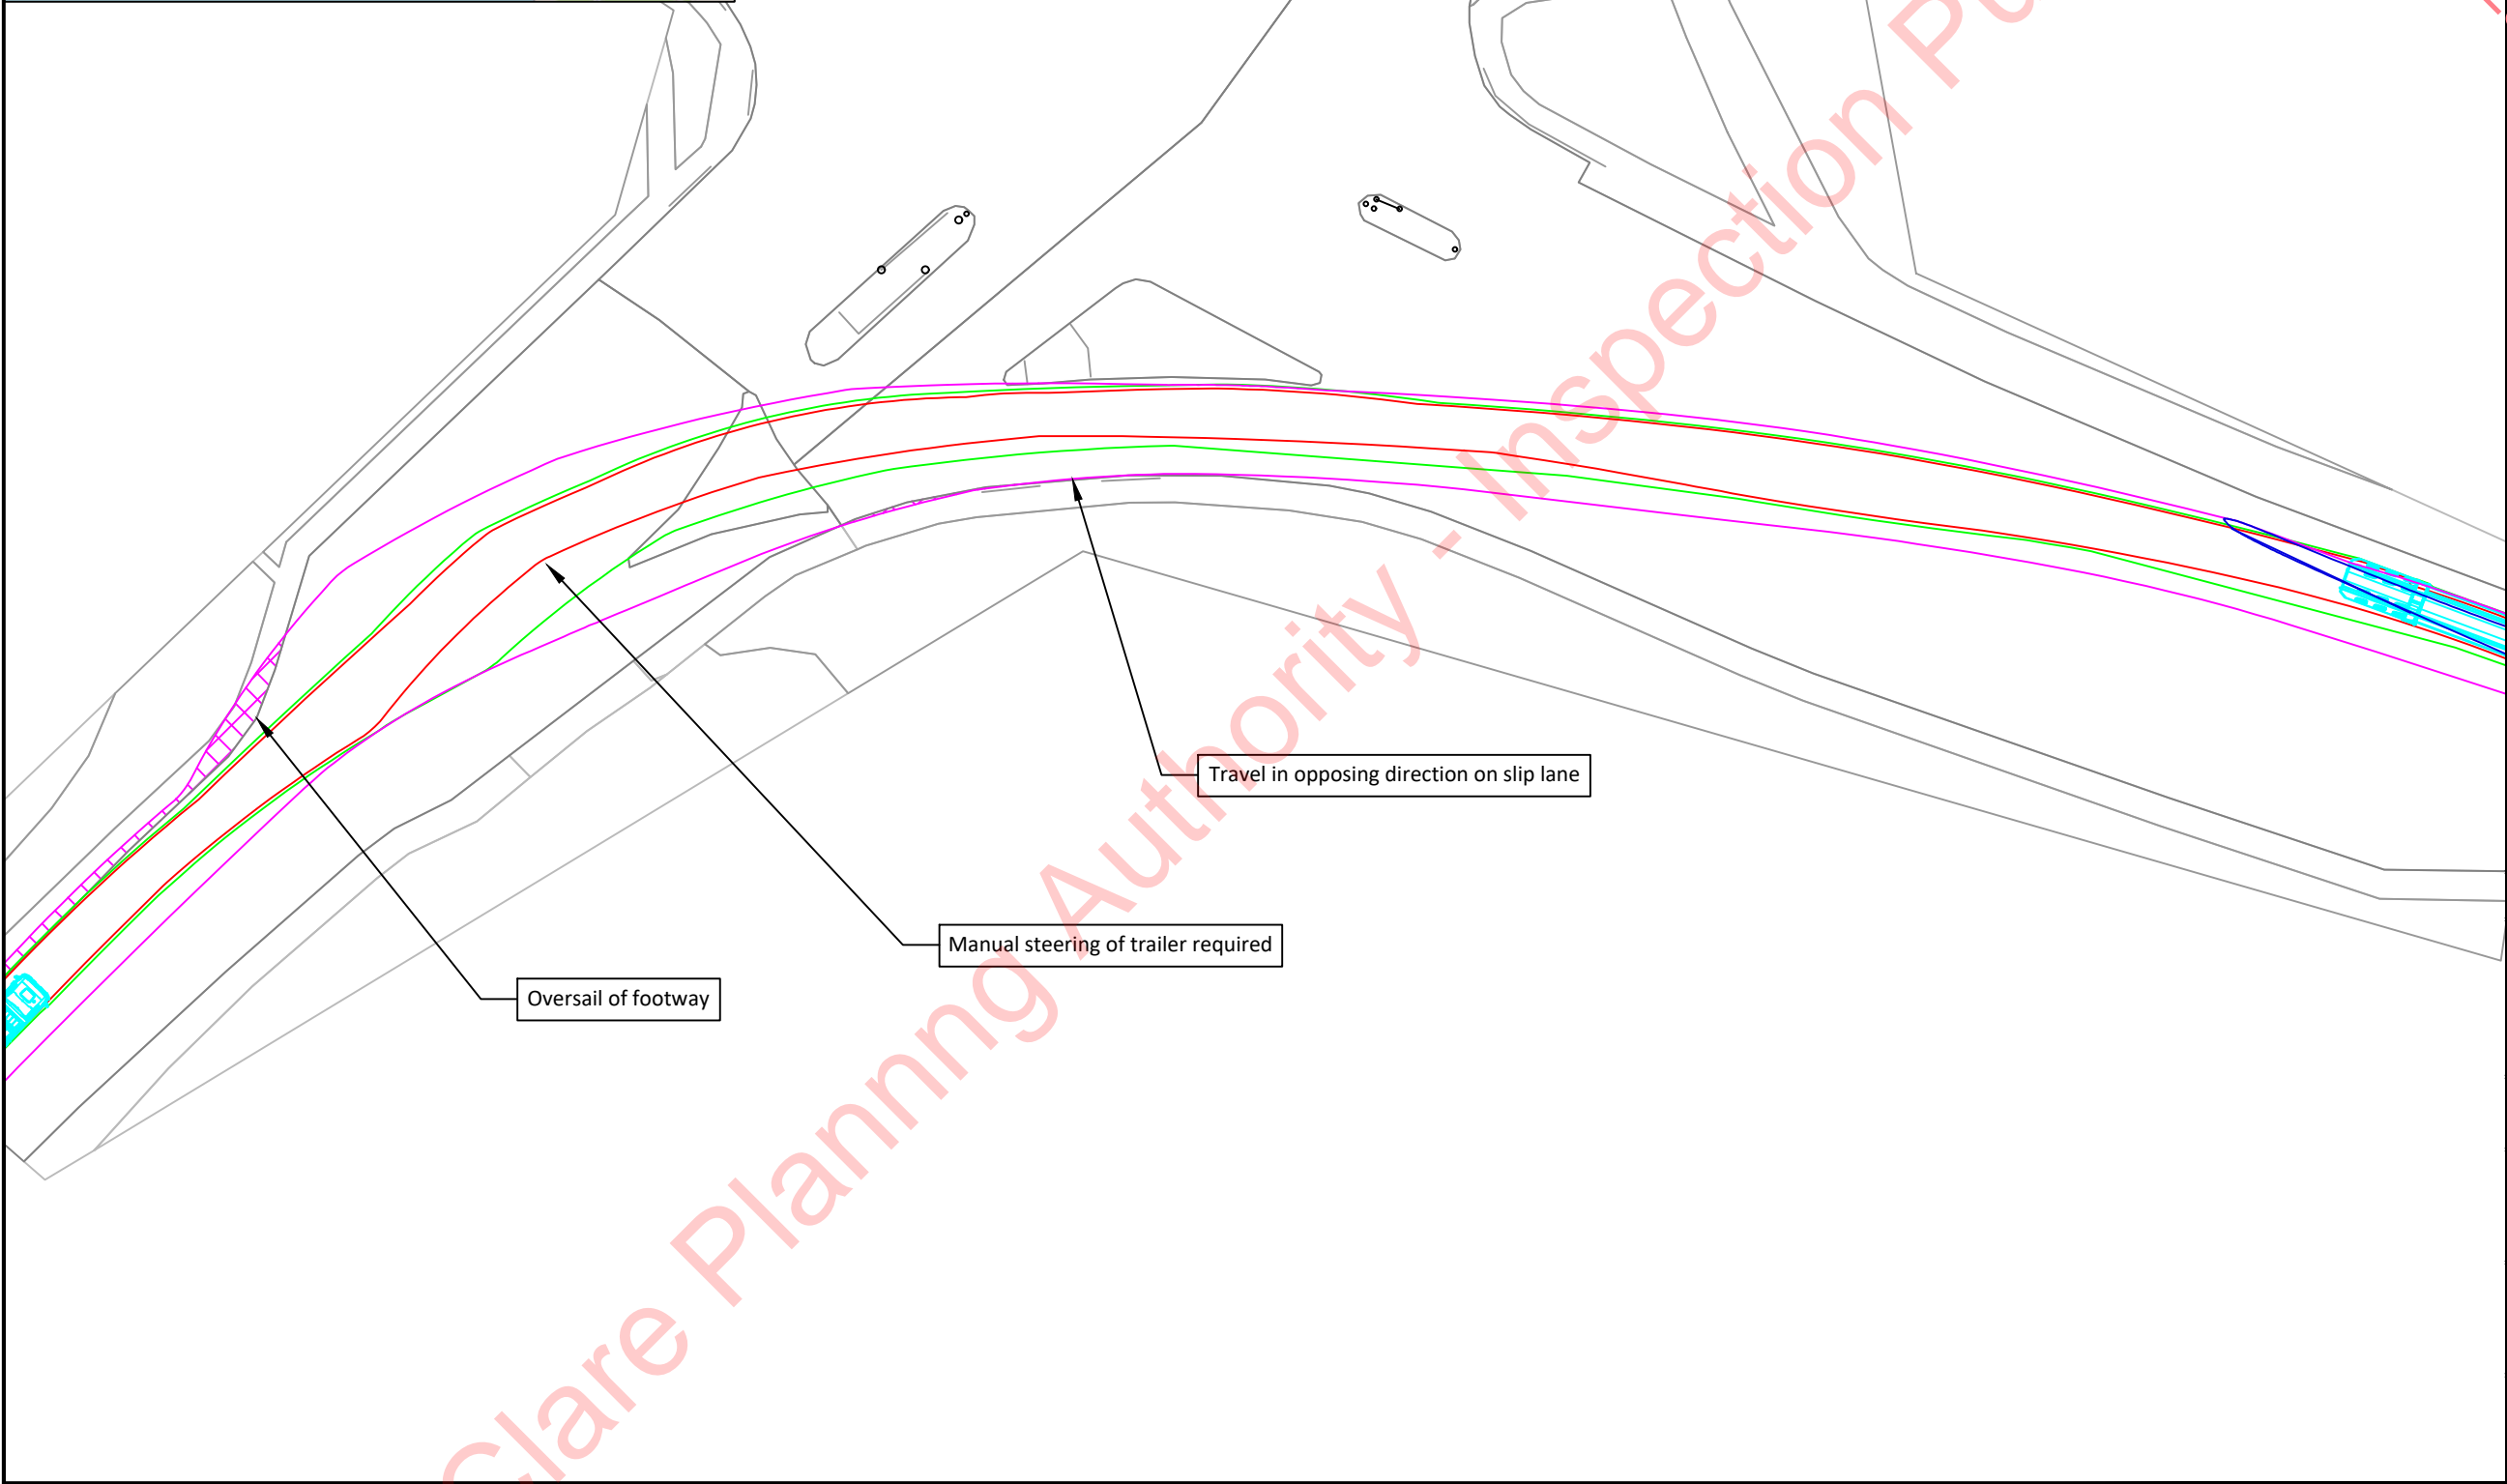 Travel in opposing direction on slip lane
Manual steering of trailer required
Oversail of footway
Clare Planning Authority - Inspection Pu